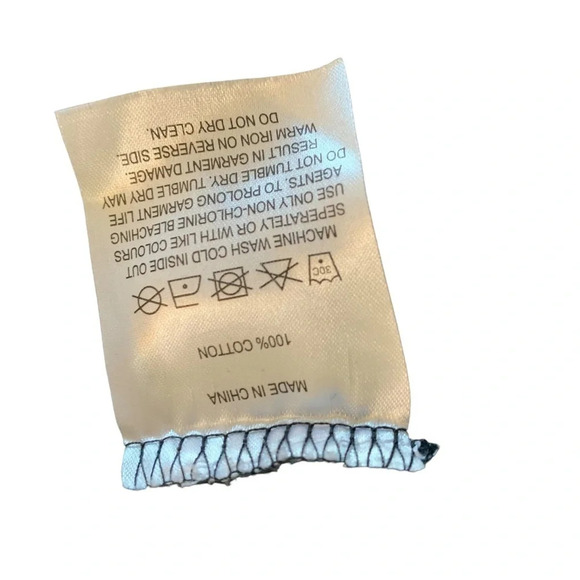 MADE IN CHINA
100% COTTON
30C
MACHINE WASH COLD INSIDE OUT
SEPERATELY OR WITH LIKE COLOURS
USE ONLY NON-CHLORINE BLEACHING
AGENTS. TO PROLONG GARMENT LIFE
DO NOT TUMBLE DRY. TUMBLE DRY MAY
RESULT IN GARMENT DAMAGE.
WARM IRON ON REVERSE SIDE.
DO NOT DRY CLEAN.